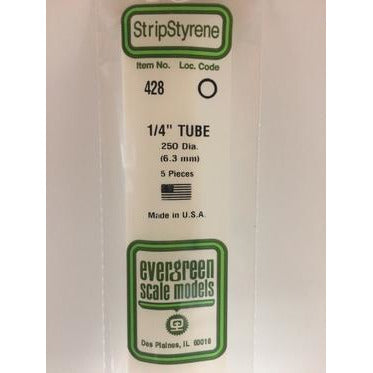 StripStyrene
Item No. Loc. Code
428 O
1/4" TUBE
250 Dia.
(6.3 mm)
5 Pieces
Made in U.S.A.
evergreen
scale models
Des Plaines, IL 60018